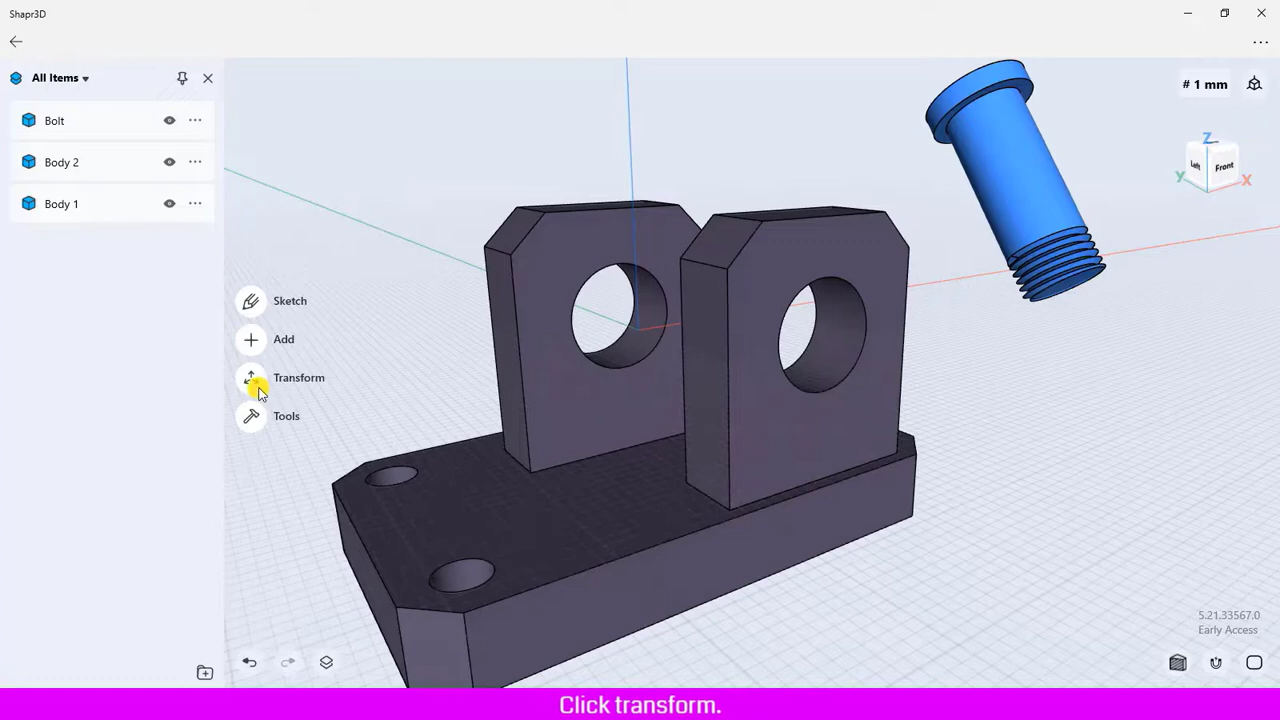 Shapr3D
All Items
# 1 mm
Bolt
Body 2
Body 1
Z
Left
Front
Y
X
Sketch
Add
Transform
Tools
5.21.33567.0
Early Access
Click transform.